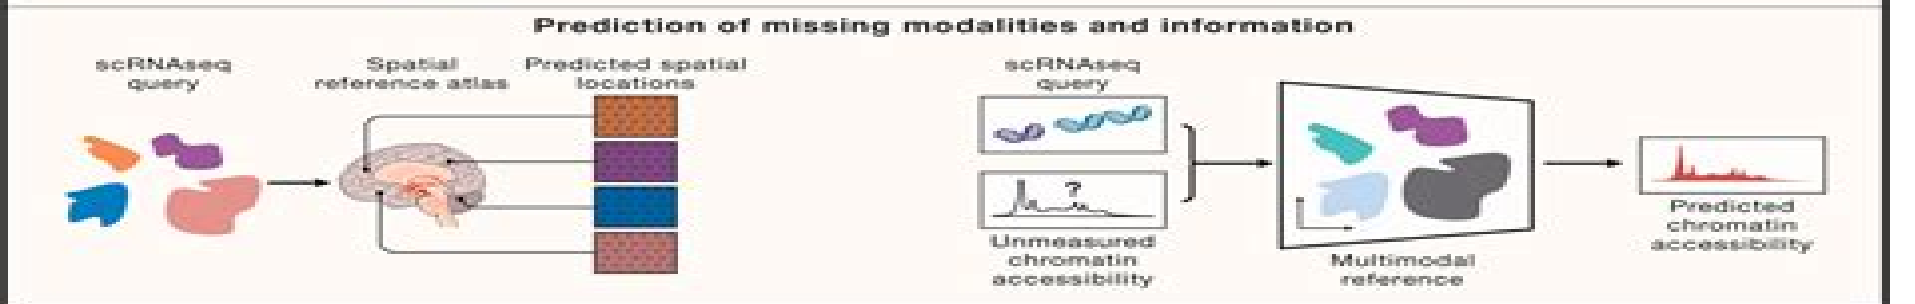 Prediction of missing modalities and information
scRNAseq
query
Spatial
reference atlas
Predicted spatial
locations
scRNAseq
query
?
Unmeasured
chromatin
accessibility
Multimodal
reference
Predicted
chromatin
accessibility